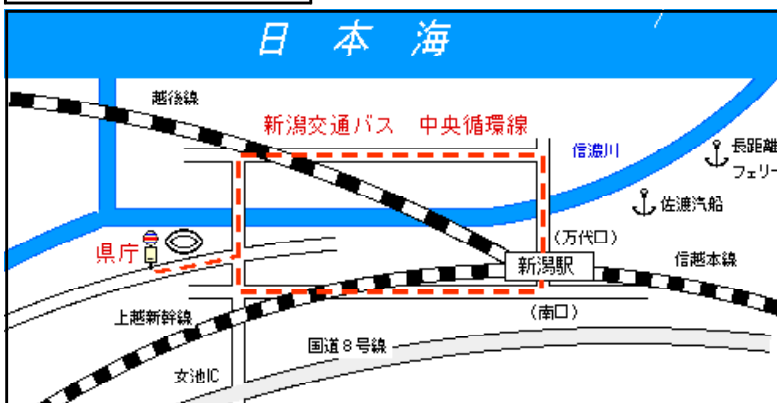 日本海
越後線
新潟交通バス 中央循環線
信濃川
長距離
フェリー
佐渡汽船
県庁
(万代口)
新潟駅
信越本線
上越新幹線
(南口)
国道8号線
女池IC